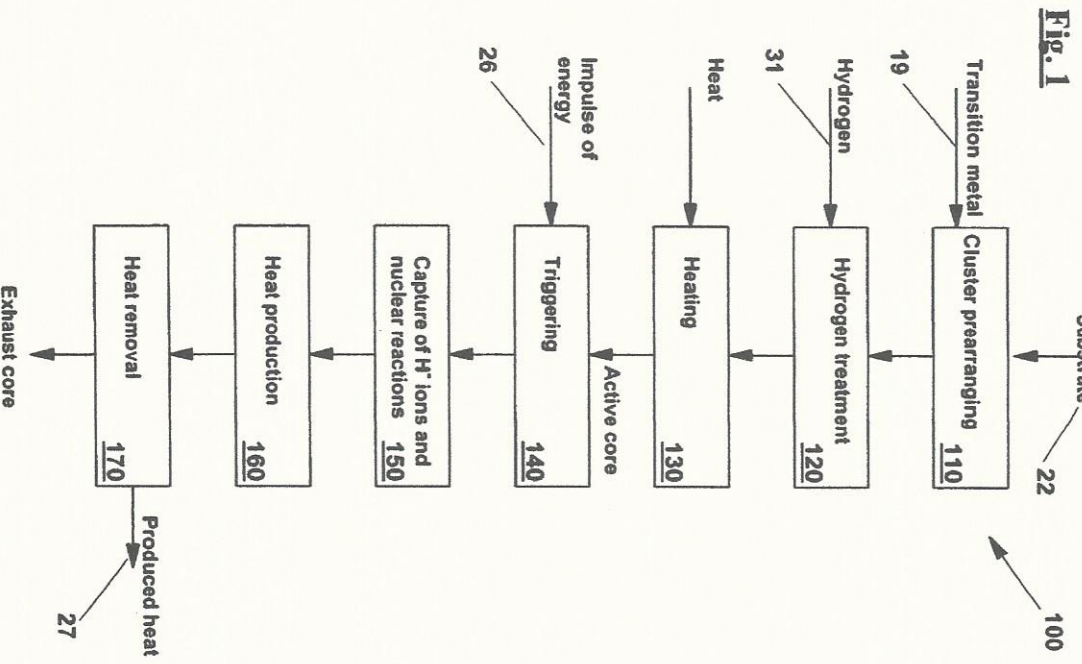 Fig. 1
Substrate
22
100
Transition metal
19
Cluster prearranging
110
Hydrogen
31
Hydrogen treatment
120
Heat
Heating
130
Active core
Impulse of
energy
26
Triggering
140
Capture of H⁻ ions and
nuclear reactions
150
Heat production
160
Heat removal
170
Produced heat
27
Exhaust core